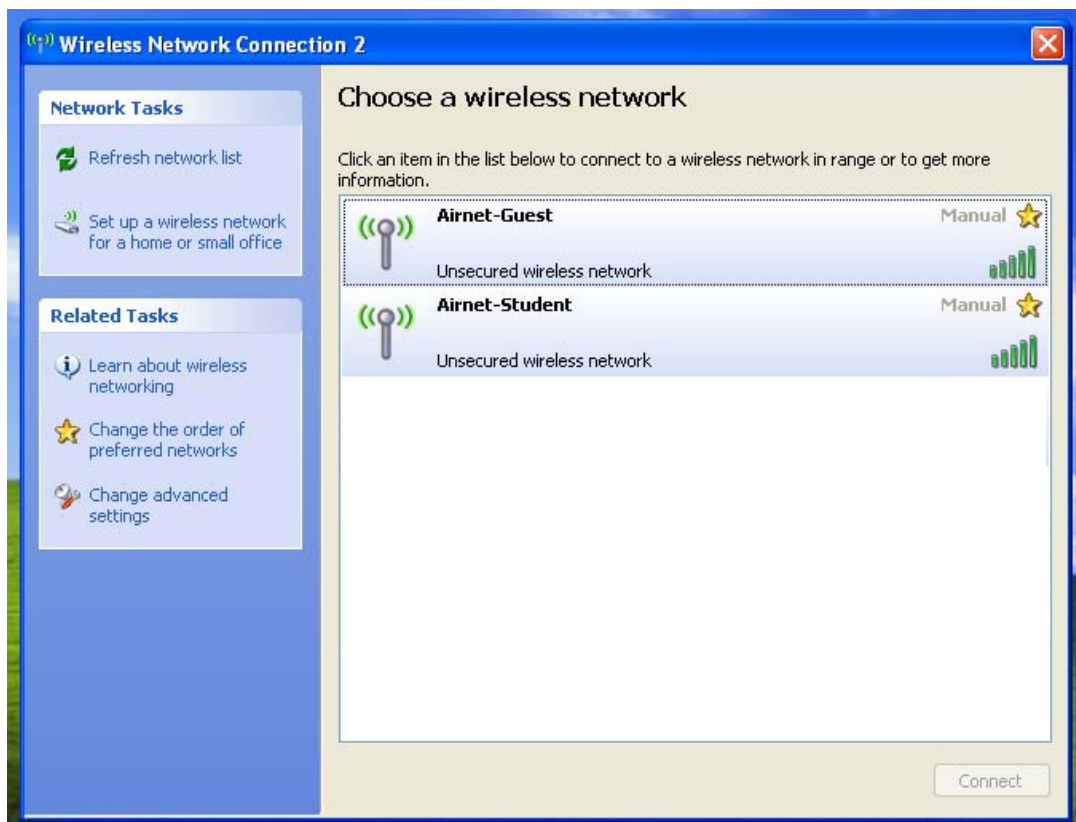 Wireless Network Connection 2
Network Tasks
Refresh network list
Set up a wireless network
for a home or small office
Related Tasks
Learn about wireless
networking
Change the order of
preferred networks
Change advanced
settings
Choose a wireless network
Click an item in the list below to connect to a wireless network in range or to get more
information.
Airnet-Guest Manual
Unsecured wireless network
Airnet-Student Manual
Unsecured wireless network
Connect